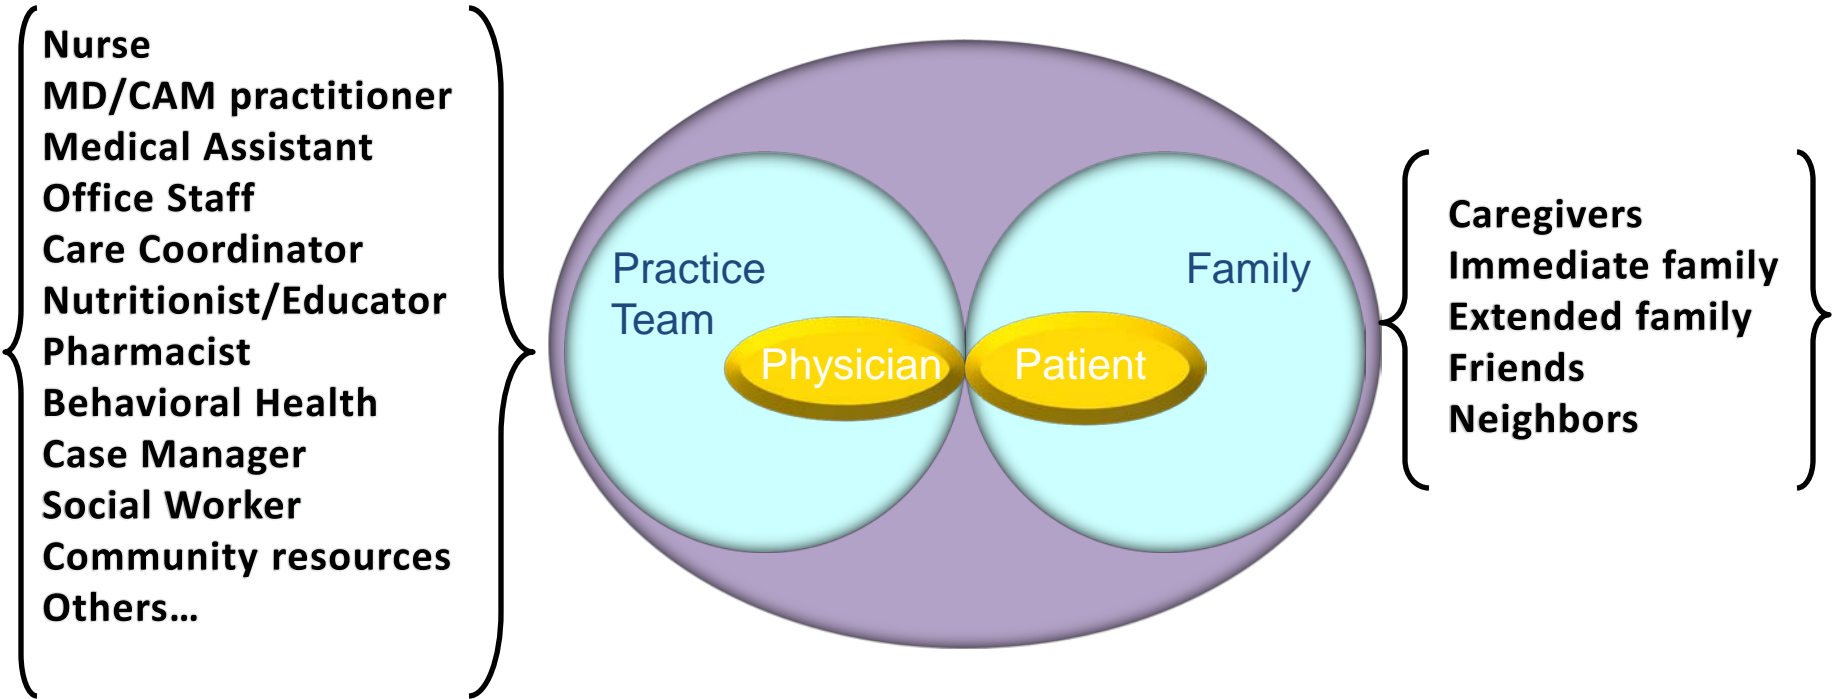 Nurse
MD/CAM practitioner
Medical Assistant
Office Staff
Care Coordinator
Nutritionist/Educator
Pharmacist
Behavioral Health
Case Manager
Social Worker
Community resources
Others…
Practice
Team
Physician
Family
Patient
Caregivers
Immediate family
Extended family
Friends
Neighbors